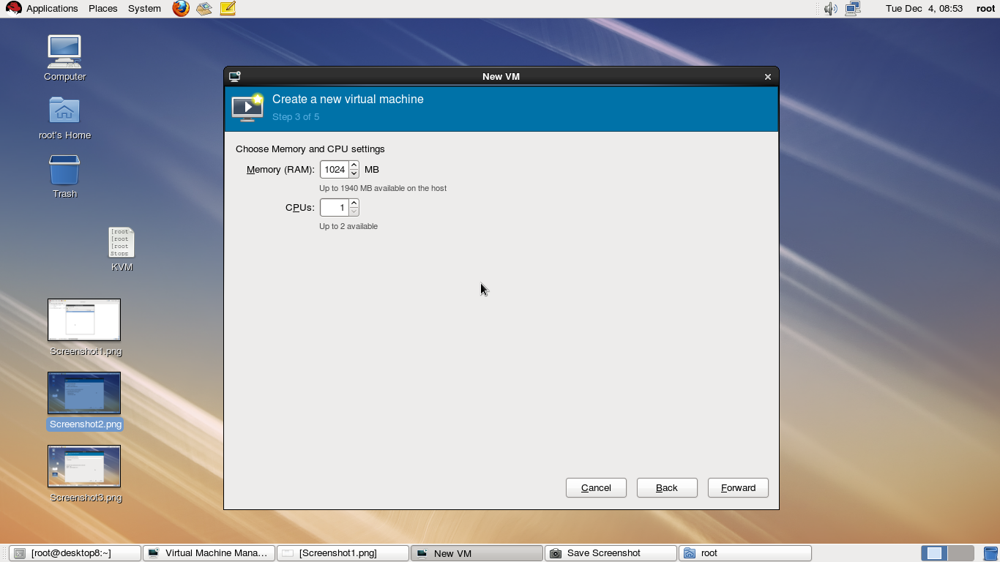 Applications Places System
Tue Dec 4, 08:53 root
Computer
root's Home
Trash
[root
[root
[root
Stopp
KVM
Screenshot1.png
Screenshot2.png
Screenshot3.png
New VM
Create a new virtual machine
Step 3 of 5
Choose Memory and CPU settings
Memory (RAM): 1024 MB
Up to 1940 MB available on the host
CPUs: 1
Up to 2 available
Cancel Back Forward
[root@desktop8:~] Virtual Machine Mana... [Screenshot1.png] New VM Save Screenshot root